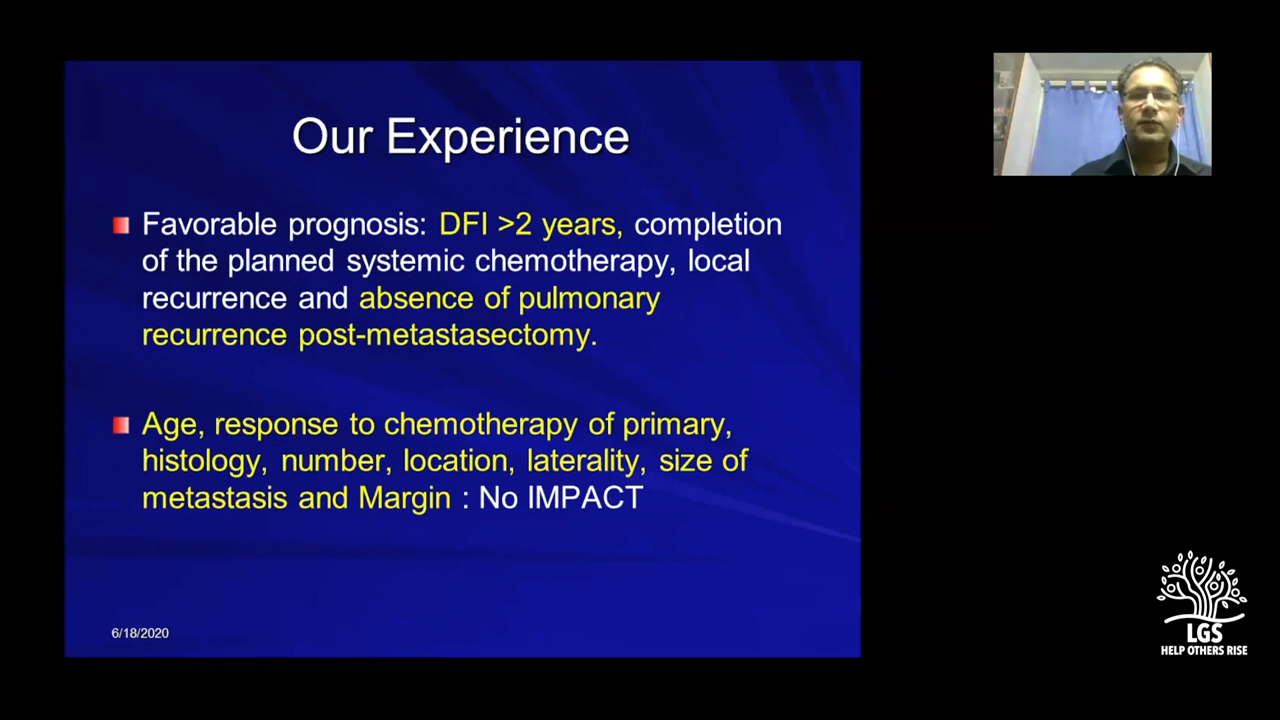 Our Experience
Favorable prognosis: DFI >2 years, completion
of the planned systemic chemotherapy, local
recurrence and absence of pulmonary
recurrence post-metastasectomy.
Age, response to chemotherapy of primary,
histology, number, location, laterality, size of
metastasis and Margin : No IMPACT
6/18/2020
LGS
HELP OTHERS RISE